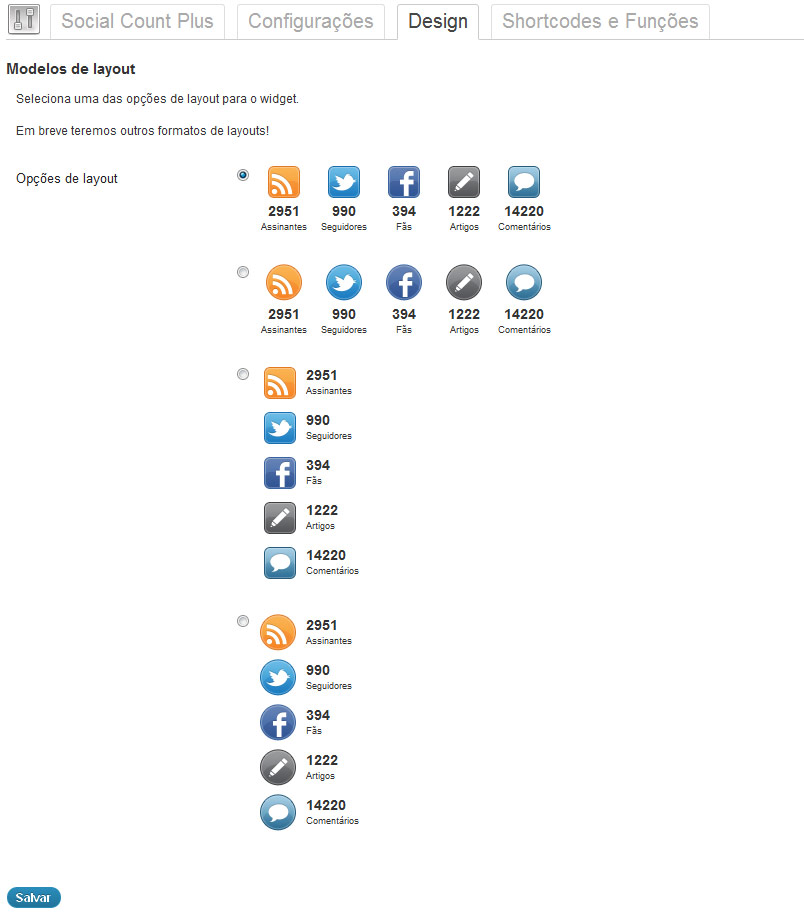 Social Count Plus Configurações Design Shortcodes e Funções
Modelos de layout
Seleciona uma das opções de layout para o widget.
Em breve teremos outros formatos de layouts!
Opções de layout
2951 990 394 1222 14220
Assinantes Seguidores Fãs Artigos Comentários
2951 990 394 1222 14220
Assinantes Seguidores Fãs Artigos Comentários
2951
Assinantes
990
Seguidores
394
Fãs
1222
Artigos
14220
Comentários
2951
Assinantes
990
Seguidores
394
Fãs
1222
Artigos
14220
Comentários
Salvar